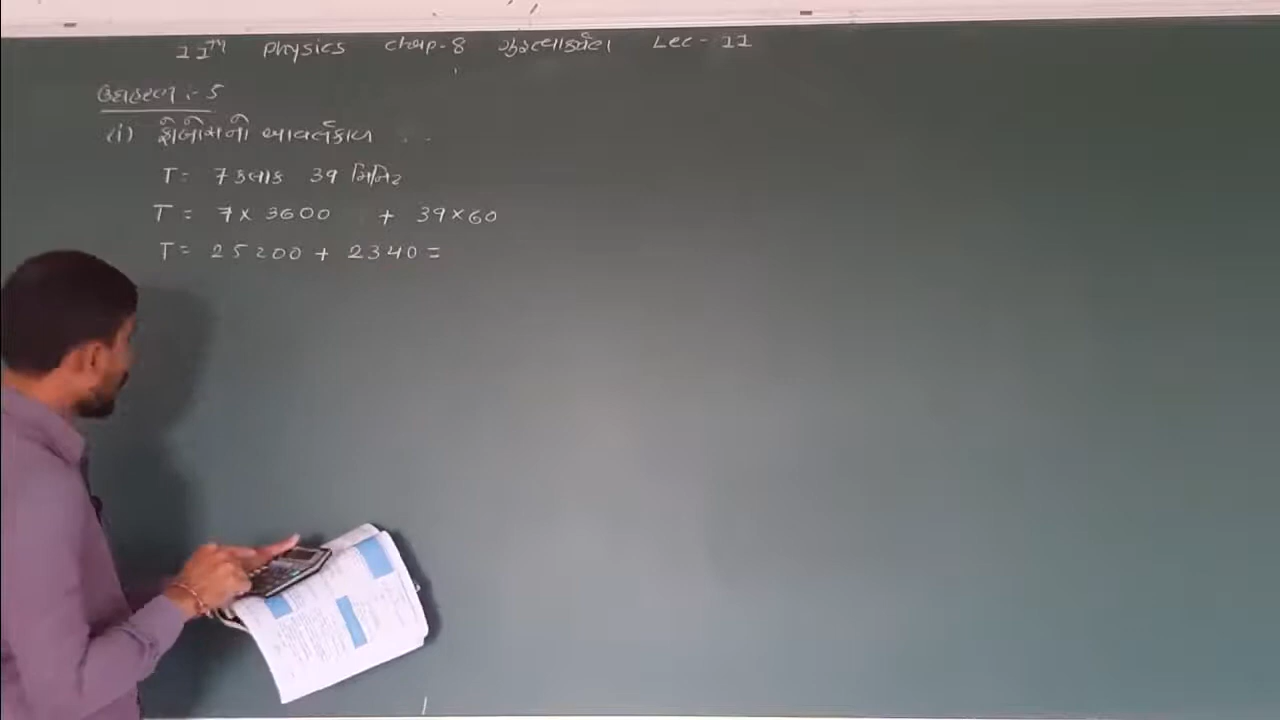 11TH Physics Chap-8 ગુરુત્વાકર્ષણ Lec-11
ઉદાહરણ :- 5
(i) ફોબોસનો આવર્તકાળ ...
T = 7 કલાક 39 મિનિટ
T = 7 × 3600 + 39 × 60
T = 25200 + 2340 =